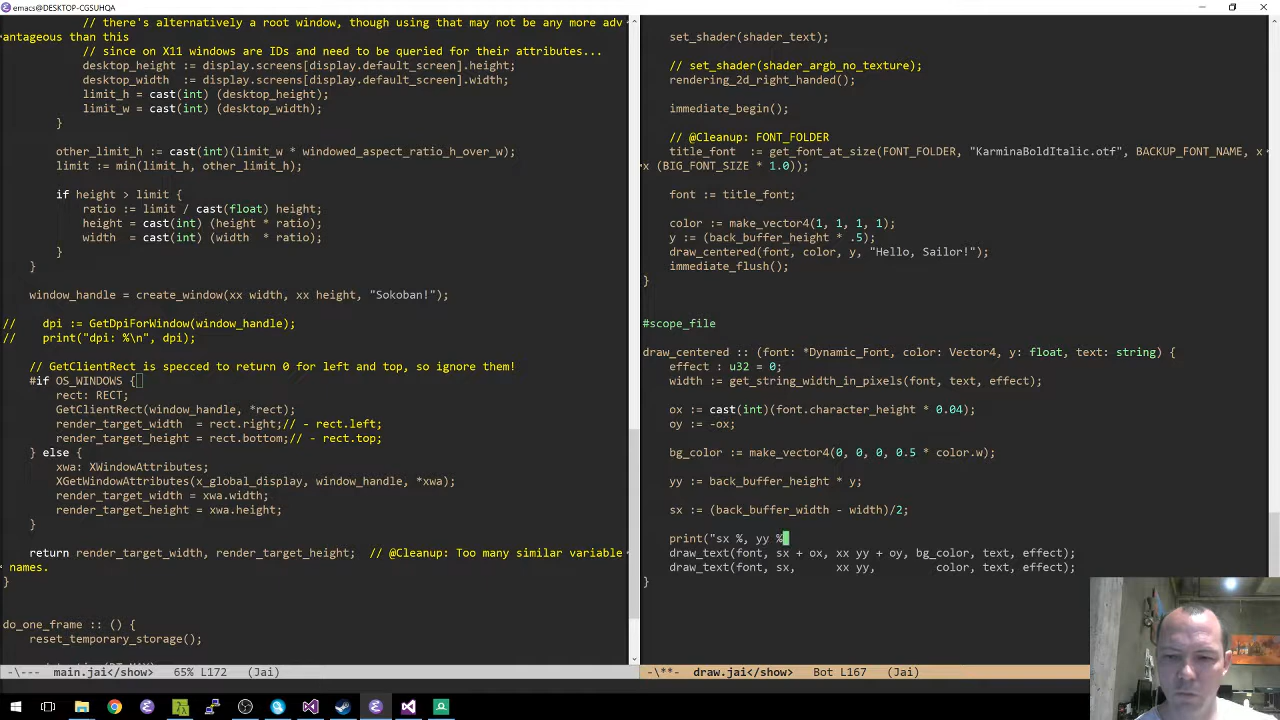 emacs@DESKTOP-CGSUHQA
// there's alternatively a root window, though using that may not be any more adv
antageous than this
// since on X11 windows are IDs and need to be queried for their attributes...
desktop_height := display.screens[display.default_screen].height;
desktop_width  := display.screens[display.default_screen].width;
limit_h = cast(int) (desktop_height);
limit_w = cast(int) (desktop_width);
}
other_limit_h := cast(int)(limit_w * windowed_aspect_ratio_h_over_w);
limit := min(limit_h, other_limit_h);
if height > limit {
ratio := limit / cast(float) height;
height = cast(int) (height * ratio);
width  = cast(int) (width  * ratio);
}
}
window_handle = create_window(xx width, xx height, "Sokoban!");
//    dpi := GetDpiForWindow(window_handle);
//    print("dpi: %\n", dpi);
// GetClientRect is specced to return 0 for left and top, so ignore them!
#if OS_WINDOWS {
rect: RECT;
GetClientRect(window_handle, *rect);
render_target_width  = rect.right;// - rect.left;
render_target_height = rect.bottom;// - rect.top;
} else {
xwa: XWindowAttributes;
XGetWindowAttributes(x_global_display, window_handle, *xwa);
render_target_width = xwa.width;
render_target_height = xwa.height;
}
return render_target_width, render_target_height;  // @Cleanup: Too many similar variable
names.
}
do_one_frame :: () {
reset_temporary_storage();
-\---  main.jai</show>   65% L172   (Jai)
set_shader(shader_text);
// set_shader(shader_argb_no_texture);
rendering_2d_right_handed();
immediate_begin();
// @Cleanup: FONT_FOLDER
title_font  := get_font_at_size(FONT_FOLDER, "KarminaBoldItalic.otf", BACKUP_FONT_NAME, x
x (BIG_FONT_SIZE * 1.0));
font := title_font;
color := make_vector4(1, 1, 1, 1);
y := (back_buffer_height * .5);
draw_centered(font, color, y, "Hello, Sailor!");
immediate_flush();
}
#scope_file
draw_centered :: (font: *Dynamic_Font, color: Vector4, y: float, text: string) {
effect : u32 = 0;
width := get_string_width_in_pixels(font, text, effect);
ox := cast(int)(font.character_height * 0.04);
oy := -ox;
bg_color := make_vector4(0, 0, 0, 0.5 * color.w);
yy := back_buffer_height * y;
sx := (back_buffer_width - width)/2;
print("sx %, yy %
draw_text(font, sx + ox, xx yy + oy, bg_color, text, effect);
draw_text(font, sx,      xx yy,         color, text, effect);
}
-\**-  draw.jai</show>   Bot L167   (Jai)